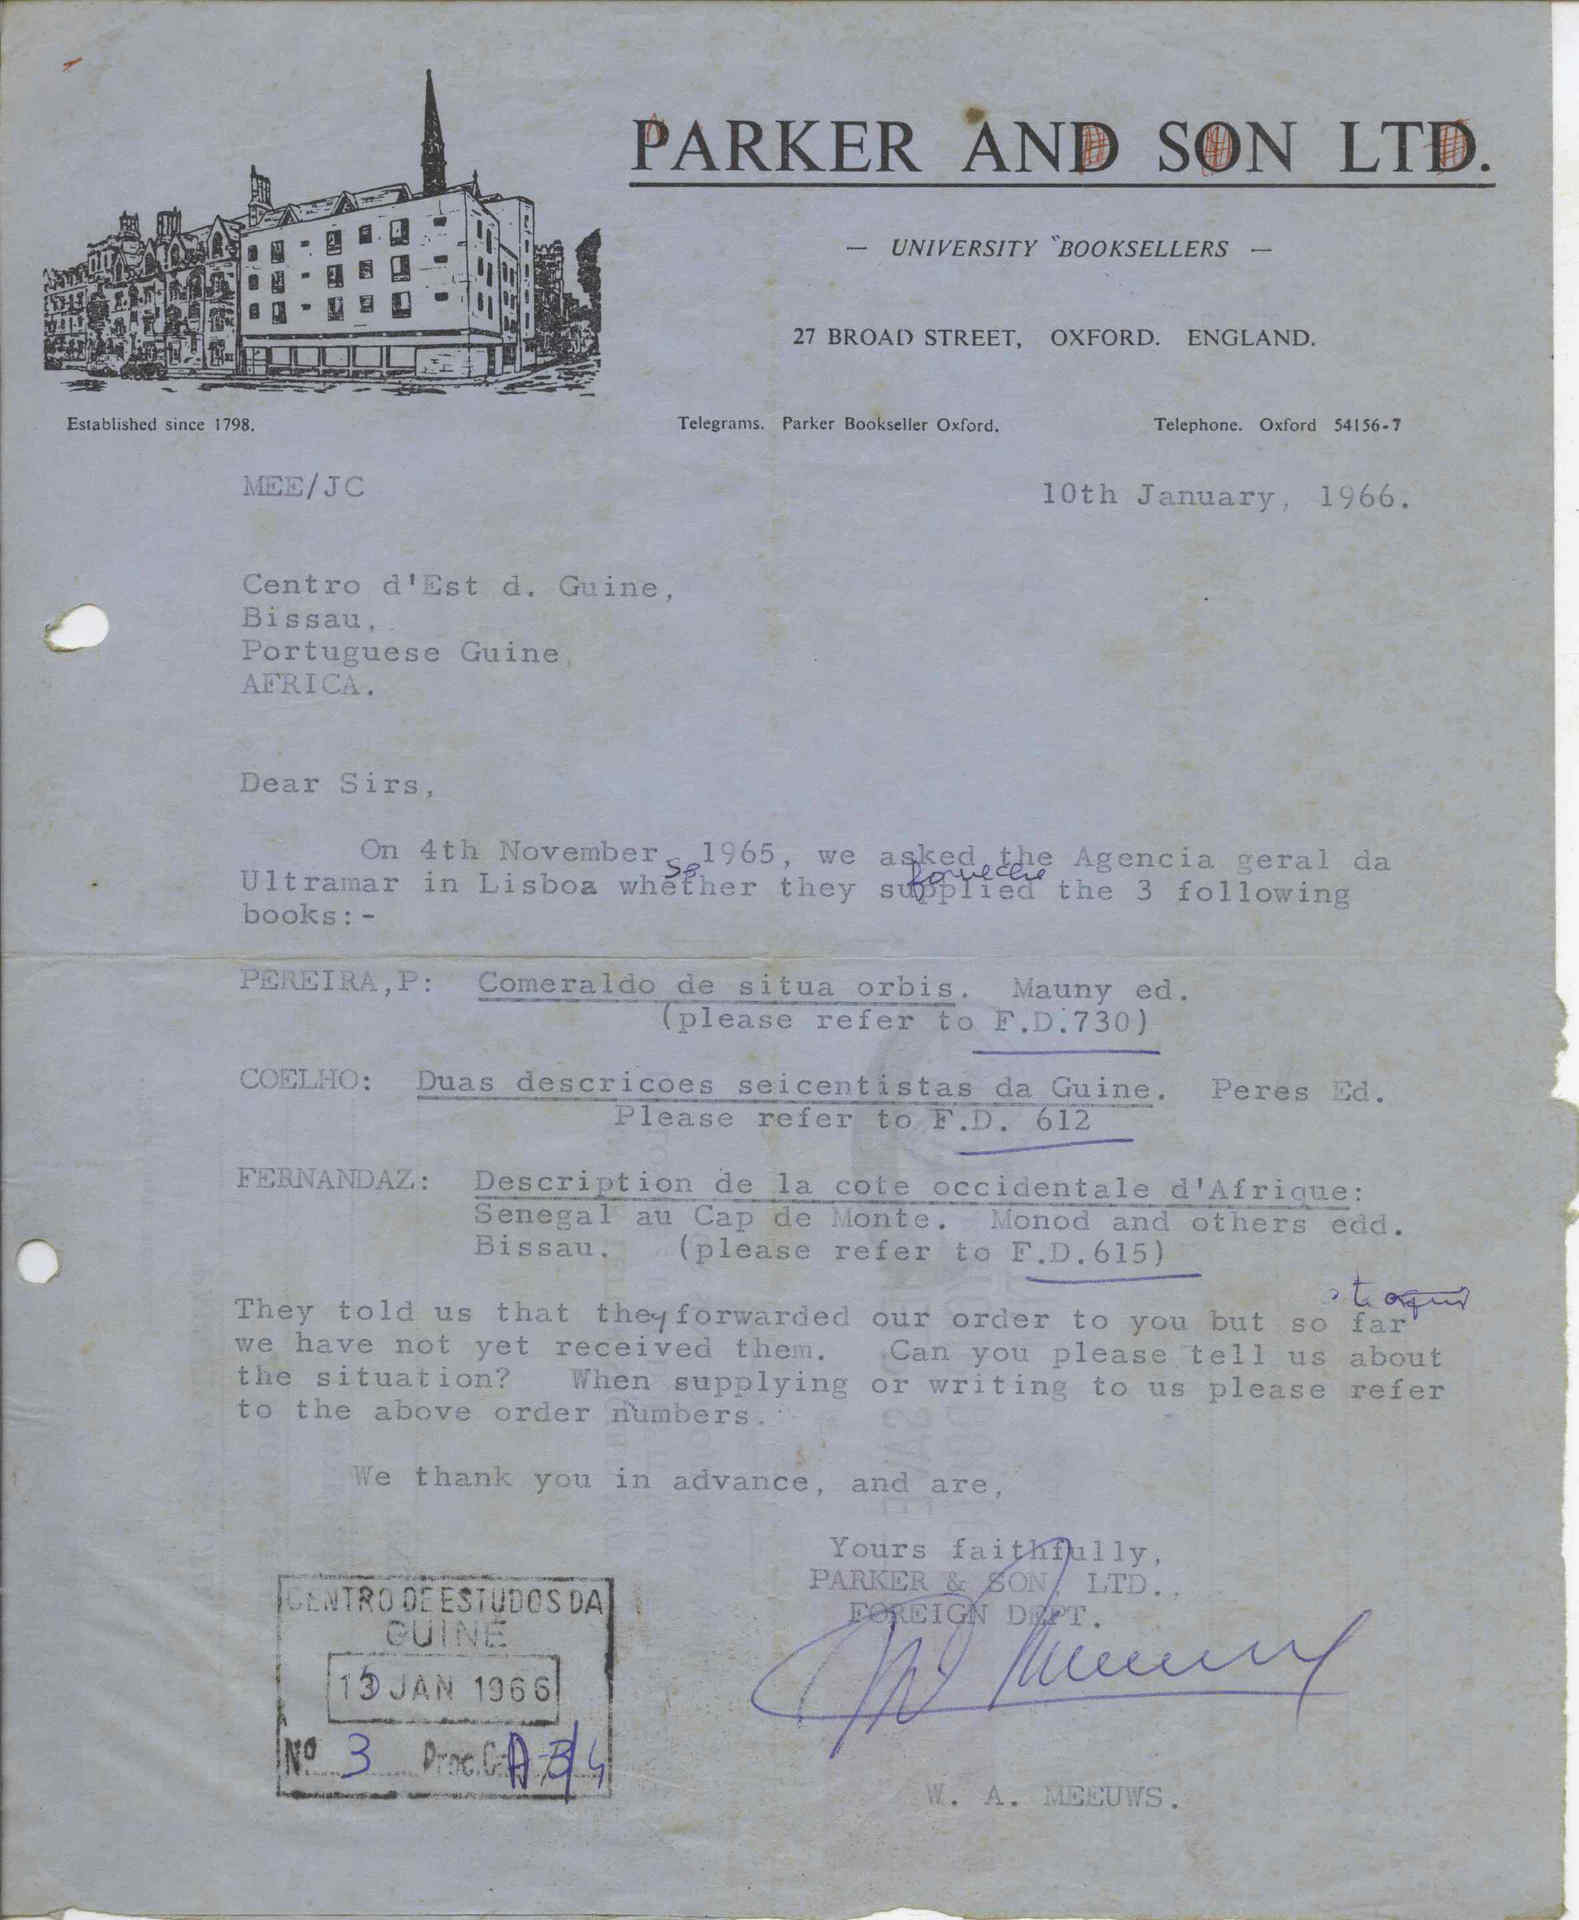 PARKER AND SON LTD.
— UNIVERSITY BOOKSELLERS —
27 BROAD STREET, OXFORD. ENGLAND.
Established since 1798.
Telegrams. Parker Bookseller Oxford.
Telephone. Oxford 54156-7
MEE/JC
10th January, 1966.
Centro d'Est d. Guine,
Bissau,
Portuguese Guine
AFRICA.
Dear Sirs,
On 4th November, 1965, we asked the Agencia geral da
se forneche
Ultramar in Lisboa whether they supplied the 3 following
books:-
PEREIRA,P: Comeraldo de situa orbis. Mauny ed.
(please refer to F.D.730)
COELHO: Duas descricoes seicentistas da Guine. Peres Ed.
Please refer to F.D. 612
FERNANDAZ: Description de la cote occidentale d'Afrique:
Senegal au Cap de Monte. Monod and others edd.
Bissau. (please refer to F.D.615)
They told us that they forwarded our order to you but so far
we have not yet received them. Can you please tell us about
the situation? When supplying or writing to us please refer
to the above order numbers.
We thank you in advance, and are,
Yours faithfully,
PARKER & SON LTD.,
FOREIGN DEPT.
W. A. MEEUWS.
CENTRO DE ESTUDOS DA
GUINÉ
15 JAN 1966
Nº 3 Proc. A-3/4